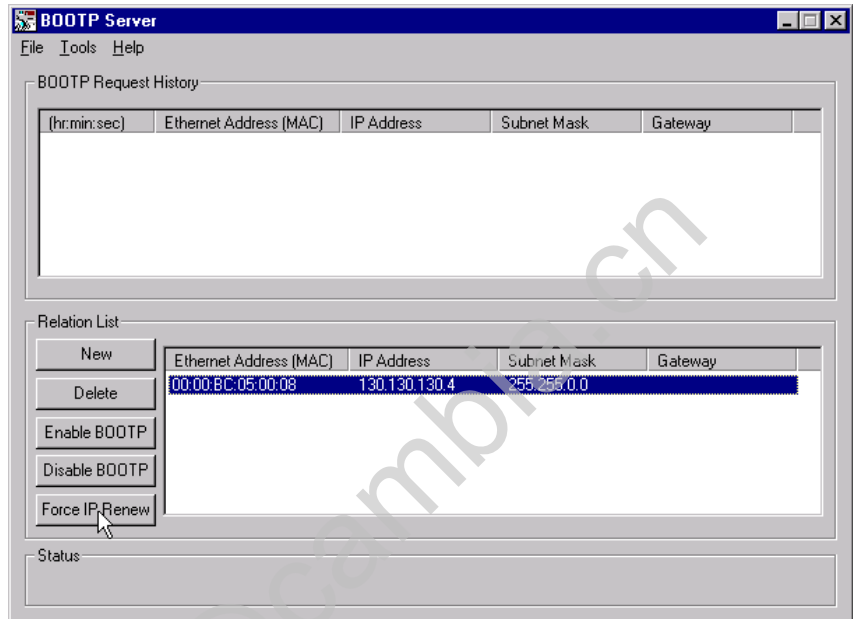 BOOTP Server
File Tools Help
BOOTP Request History
(hr:min:sec) Ethernet Address (MAC) IP Address Subnet Mask Gateway
Relation List
New
Delete
Enable BOOTP
Disable BOOTP
Force IP Renew
Ethernet Address (MAC) IP Address Subnet Mask Gateway
00:00:BC:05:00:08 130.130.130.4 255.255.0.0
Status
@cambia.cn